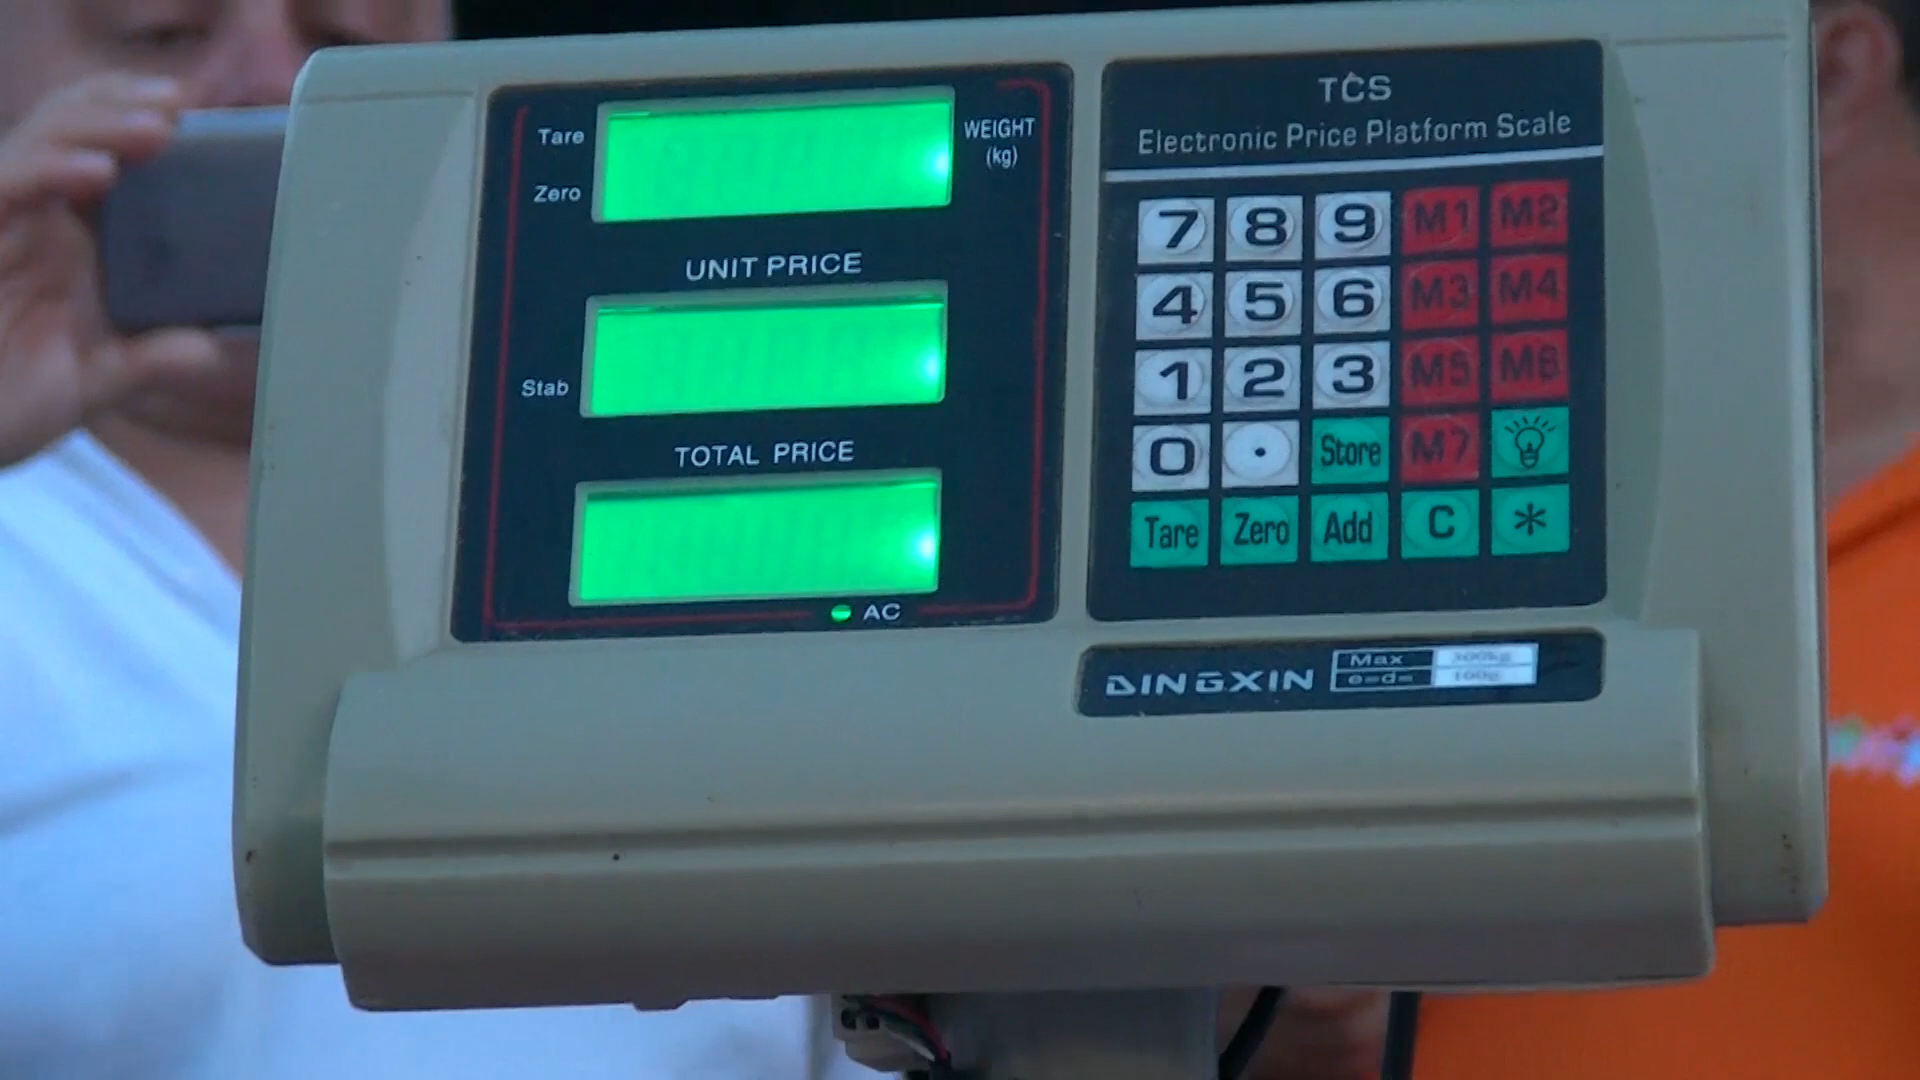 Tare
WEIGHT
(kg)
Zero
UNIT PRICE
Stab
TOTAL PRICE
AC
TCS
Electronic Price Platform Scale
7 8 9 M1 M2
4 5 6 M3 M4
1 2 3 M5 M6
0 . Store M7
Tare Zero Add C *
DINGXIN
Max 300kg
e=d= 100g